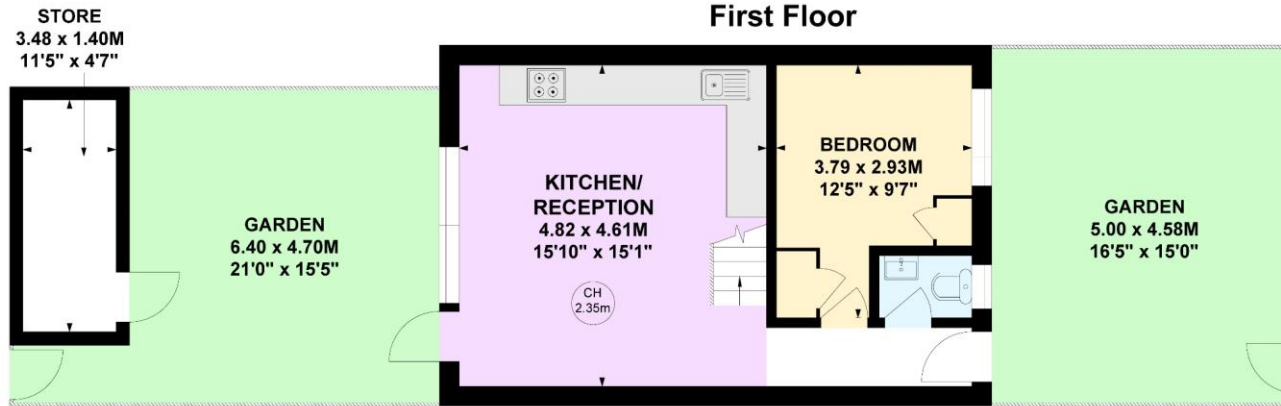 First Floor
STORE
3.48 x 1.40M
11'5" x 4'7"
GARDEN
6.40 x 4.70M
21'0" x 15'5"
KITCHEN/
RECEPTION
4.82 x 4.61M
15'10" x 15'1"
CH
2.35m
BEDROOM
3.79 x 2.93M
12'5" x 9'7"
GARDEN
5.00 x 4.58M
16'5" x 15'0"